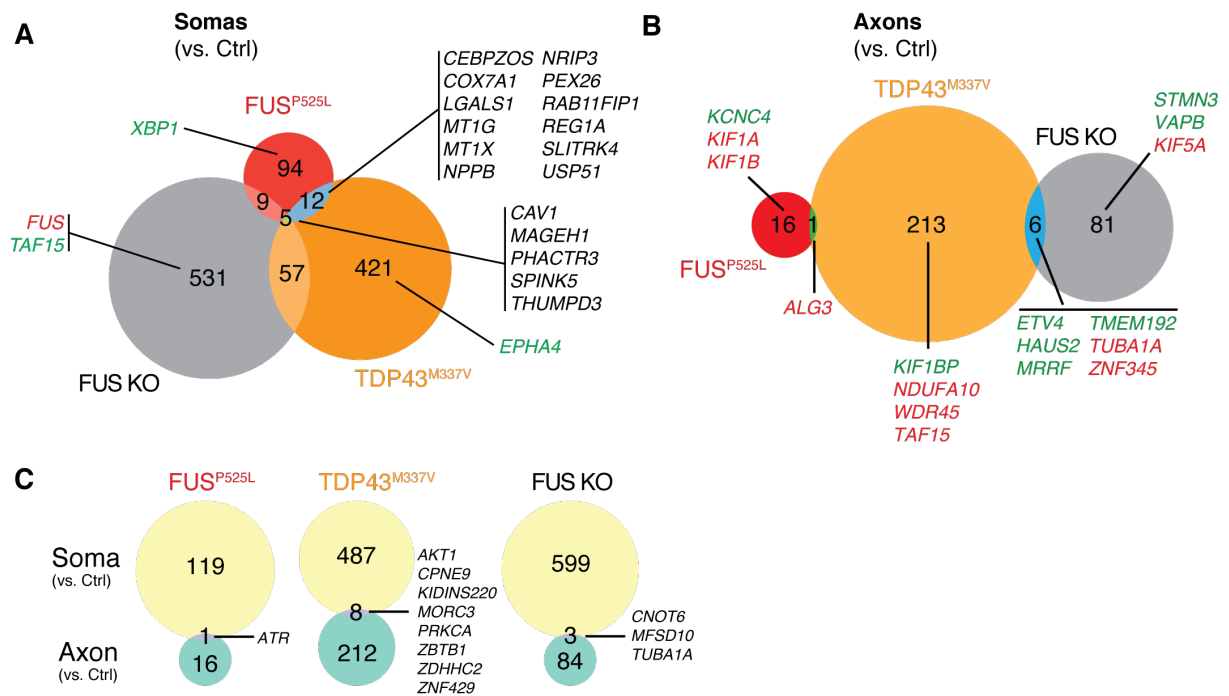 A
Somas
(vs. Ctrl)
FUSP525L
XBP1
94
9
12
5
FUS
TAF15
531
57
421
FUS KO
TDP43M337V
EPHA4
CEBPZOS NRIP3
COX7A1 PEX26
LGALS1 RAB11FIP1
MT1G REG1A
MT1X SLITRK4
NPPB USP51
CAV1
MAGEH1
PHACTR3
SPINK5
THUMPD3
B
Axons
(vs. Ctrl)
TDP43M337V
KCNC4
KIF1A
KIF1B
STMN3
VAPB
KIF5A
FUS KO
16
1
213
6
81
FUSP525L
ALG3
KIF1BP
NDUFA10
WDR45
TAF15
ETV4 TMEM192
HAUS2 TUBA1A
MRRF ZNF345
C
FUSP525L
TDP43M337V
FUS KO
Soma
(vs. Ctrl)
119
487
599
1
ATR
8
AKT1
CPNE9
KIDINS220
MORC3
PRKCA
ZBTB1
ZDHHC2
ZNF429
3
CNOT6
MFSD10
TUBA1A
Axon
(vs. Ctrl)
16
212
84